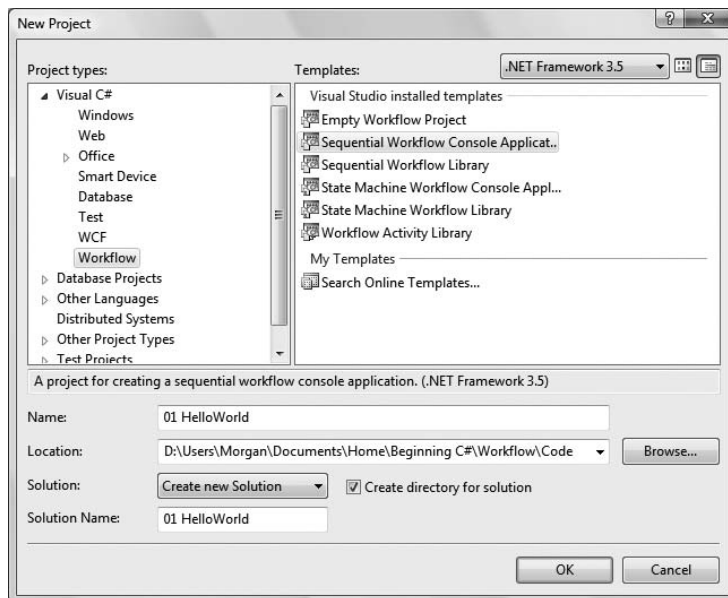 New Project
Project types:
Templates:
.NET Framework 3.5
Visual C#
Windows
Web
Office
Smart Device
Database
Test
WCF
Workflow
Database Projects
Other Languages
Distributed Systems
Other Project Types
Test Projects
Visual Studio installed templates
Empty Workflow Project
Sequential Workflow Console Applicat..
Sequential Workflow Library
State Machine Workflow Console Appl...
State Machine Workflow Library
Workflow Activity Library
My Templates
Search Online Templates...
A project for creating a sequential workflow console application. (.NET Framework 3.5)
Name:
01 HelloWorld
Location:
D:\Users\Morgan\Documents\Home\Beginning C#\Workflow\Code
Browse...
Solution:
Create new Solution
Create directory for solution
Solution Name:
01 HelloWorld
OK
Cancel